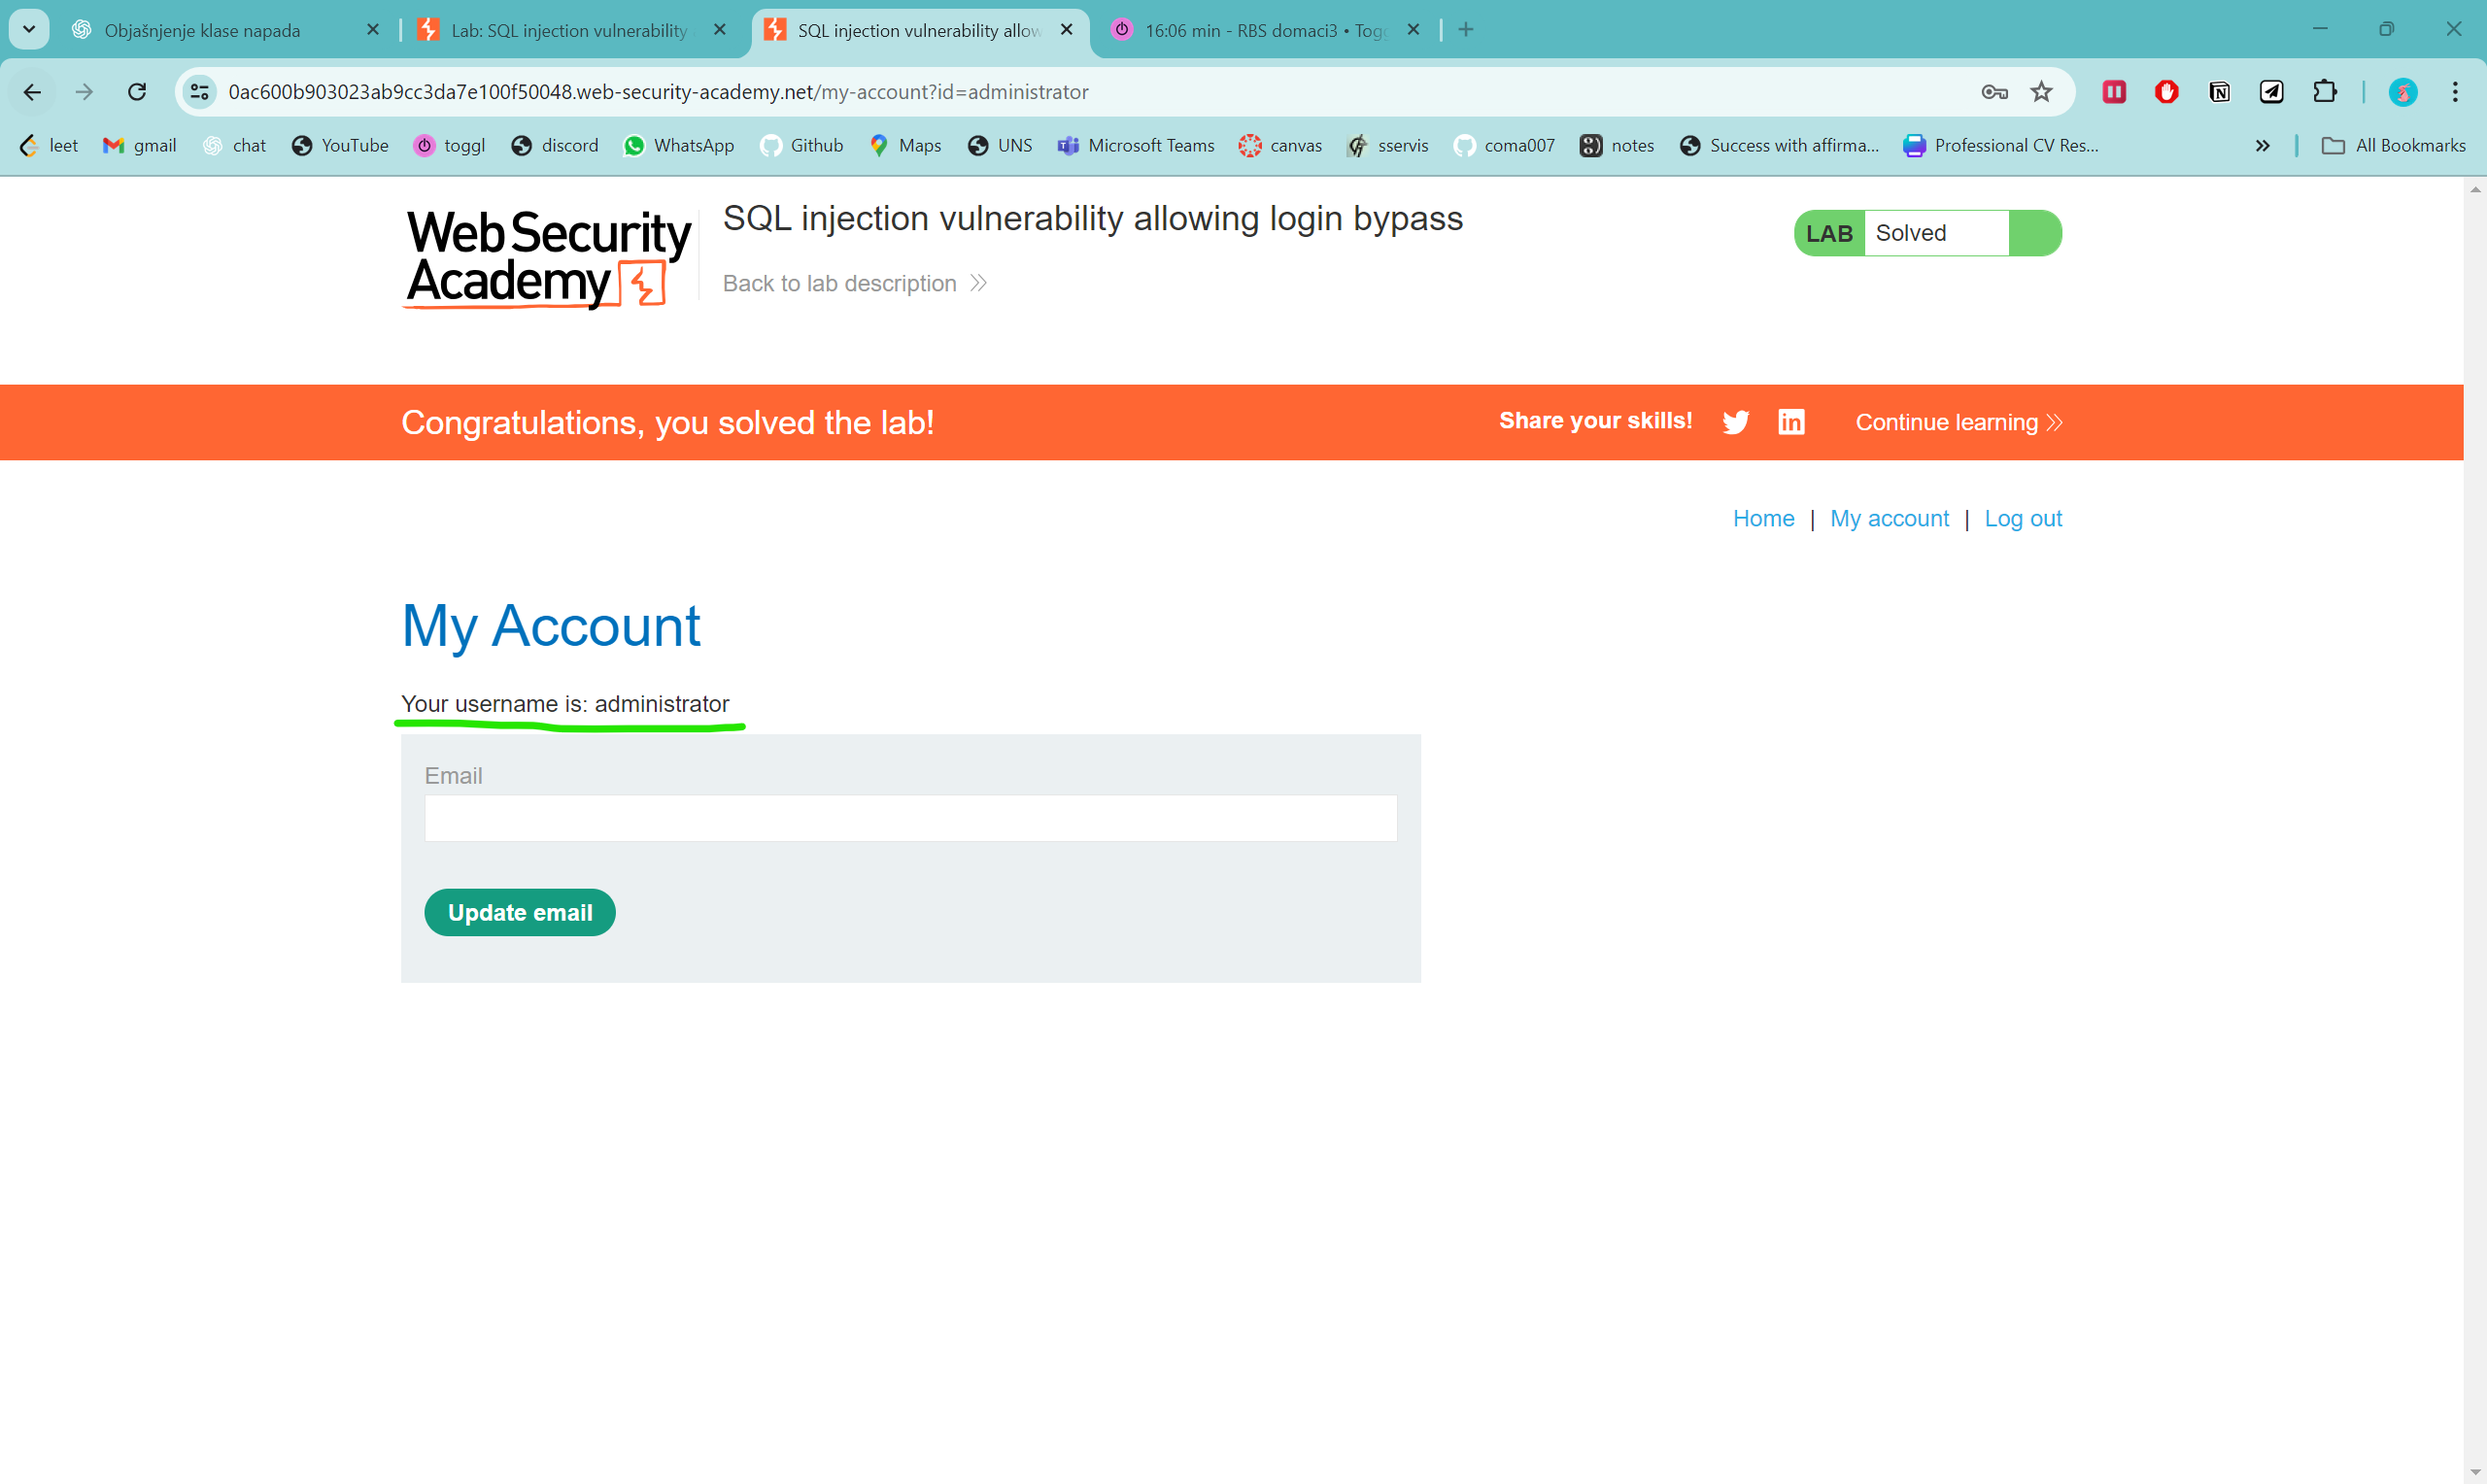 Objašnjenje klase napada
Lab: SQL injection vulnerability
SQL injection vulnerability allow
16:06 min - RBS domaci3 • Togg
0ac600b903023ab9cc3da7e100f50048.web-security-academy.net/my-account?id=administrator
leet gmail chat YouTube toggl discord WhatsApp Github Maps UNS Microsoft Teams canvas sservis coma007 notes Success with affirma... Professional CV Res... All Bookmarks
Web Security
Academy
SQL injection vulnerability allowing login bypass
Back to lab description
LAB Solved
Congratulations, you solved the lab!
Share your skills!
Continue learning
Home | My account | Log out
My Account
Your username is: administrator
Email
Update email